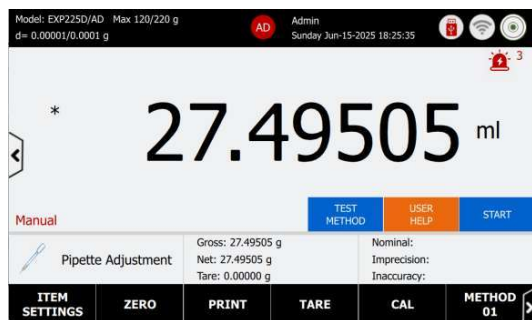 Model: EXP225D/AD Max 120/220 g
d= 0.00001/0.0001 g
AD
Admin
Sunday Jun-15-2025 18:25:35
3
* 27.49505 ml
Manual
TEST METHOD
USER HELP
START
Pipette Adjustment
Gross: 27.49505 g
Net: 27.49505 g
Tare: 0.00000 g
Nominal:
Imprecision:
Inaccuracy:
ITEM SETTINGS
ZERO
PRINT
TARE
CAL
METHOD 01